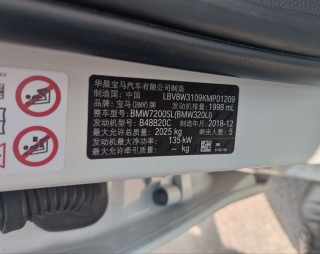 华晨宝马汽车有限公司制造
制造国：中国 LBV8W3109KMP01209
品牌：宝马(BMW)牌 发动机排量：1998 mL
整车型号：BMW7200SL(BMW320Li)
发动机型号：B48B20C 制造年月：2018-12
最大允许总质量：2025 kg 乘坐人数：5
发动机最大净功率：135 kW
最大允许牵引质量：— kg